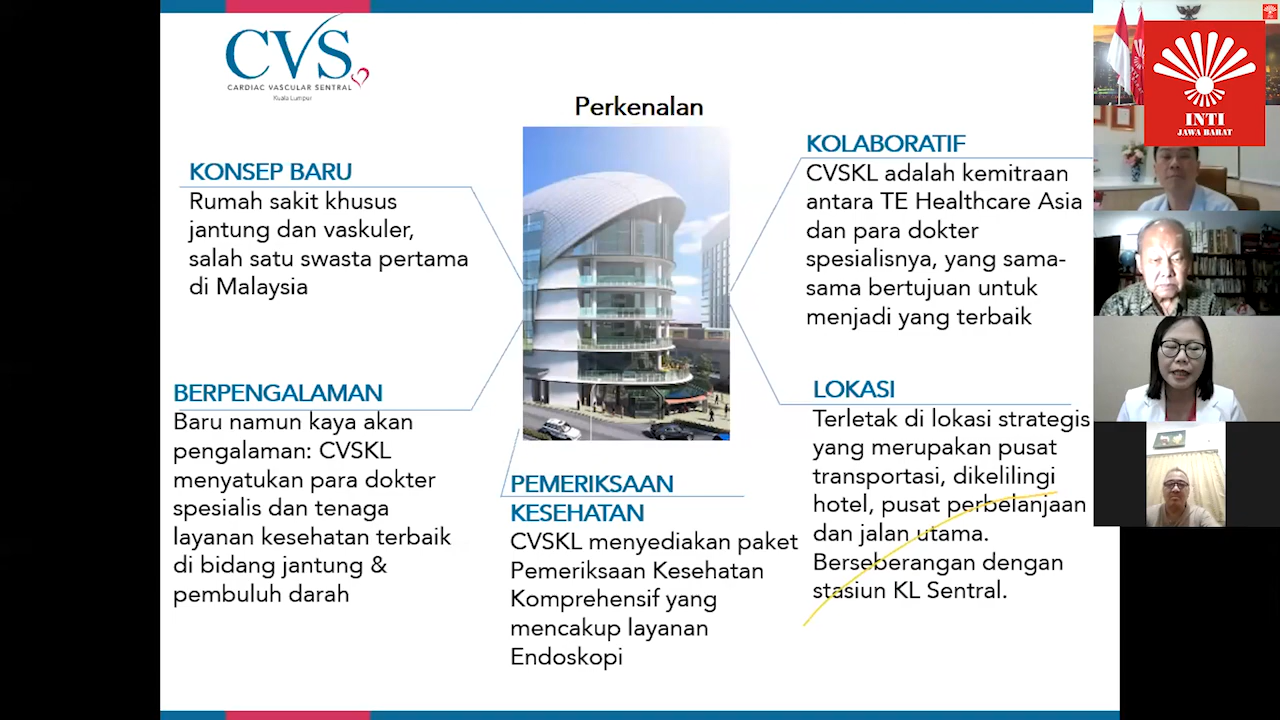 CVS
CARDIAC VASCULAR SENTRAL
Kuala Lumpur
Perkenalan
KONSEP BARU
Rumah sakit khusus
jantung dan vaskuler,
salah satu swasta pertama
di Malaysia
BERPENGALAMAN
Baru namun kaya akan
pengalaman: CVSKL
menyatukan para dokter
spesialis dan tenaga
layanan kesehatan terbaik
di bidang jantung &
pembuluh darah
PEMERIKSAAN
KESEHATAN
CVSKL menyediakan paket
Pemeriksaan Kesehatan
Komprehensif yang
mencakup layanan
Endoskopi
KOLABORATIF
CVSKL adalah kemitraan
antara TE Healthcare Asia
dan para dokter
spesialisnya, yang sama-
sama bertujuan untuk
menjadi yang terbaik
LOKASI
Terletak di lokasi strategis
yang merupakan pusat
transportasi, dikelilingi
hotel, pusat perbelanjaan
dan jalan utama.
Berseberangan dengan
stasiun KL Sentral.
INTI
JAWA BARAT